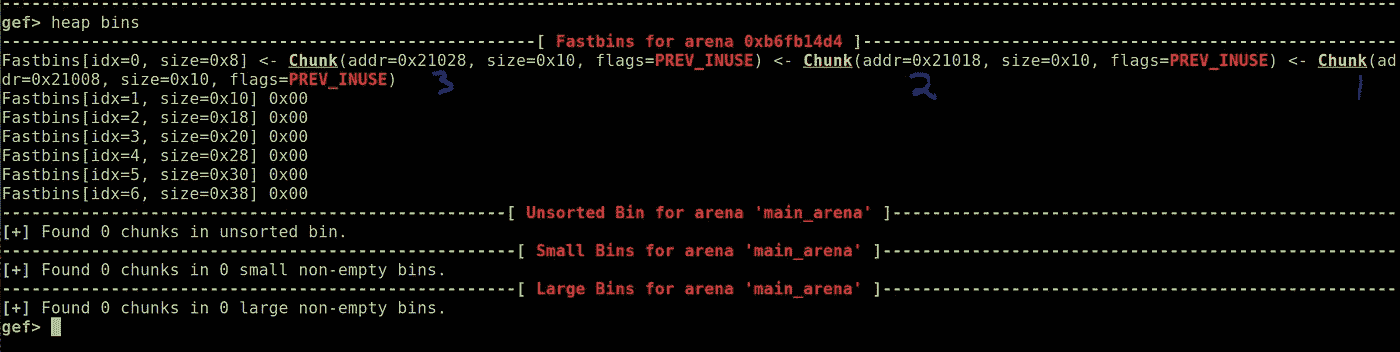 gef> heap bins
[ Fastbins for arena 0xb6fb14d4 ]
Fastbins[idx=0, size=0x8] <- Chunk(addr=0x21028, size=0x10, flags=PREV_INUSE) <- Chunk(addr=0x21018, size=0x10, flags=PREV_INUSE) <- Chunk(ad
dr=0x21008, size=0x10, flags=PREV_INUSE)
3 2 1
Fastbins[idx=1, size=0x10] 0x00
Fastbins[idx=2, size=0x18] 0x00
Fastbins[idx=3, size=0x20] 0x00
Fastbins[idx=4, size=0x28] 0x00
Fastbins[idx=5, size=0x30] 0x00
Fastbins[idx=6, size=0x38] 0x00
[ Unsorted Bin for arena 'main_arena' ]
[+] Found 0 chunks in unsorted bin.
[ Small Bins for arena 'main_arena' ]
[+] Found 0 chunks in 0 small non-empty bins.
[ Large Bins for arena 'main_arena' ]
[+] Found 0 chunks in 0 large non-empty bins.
gef>